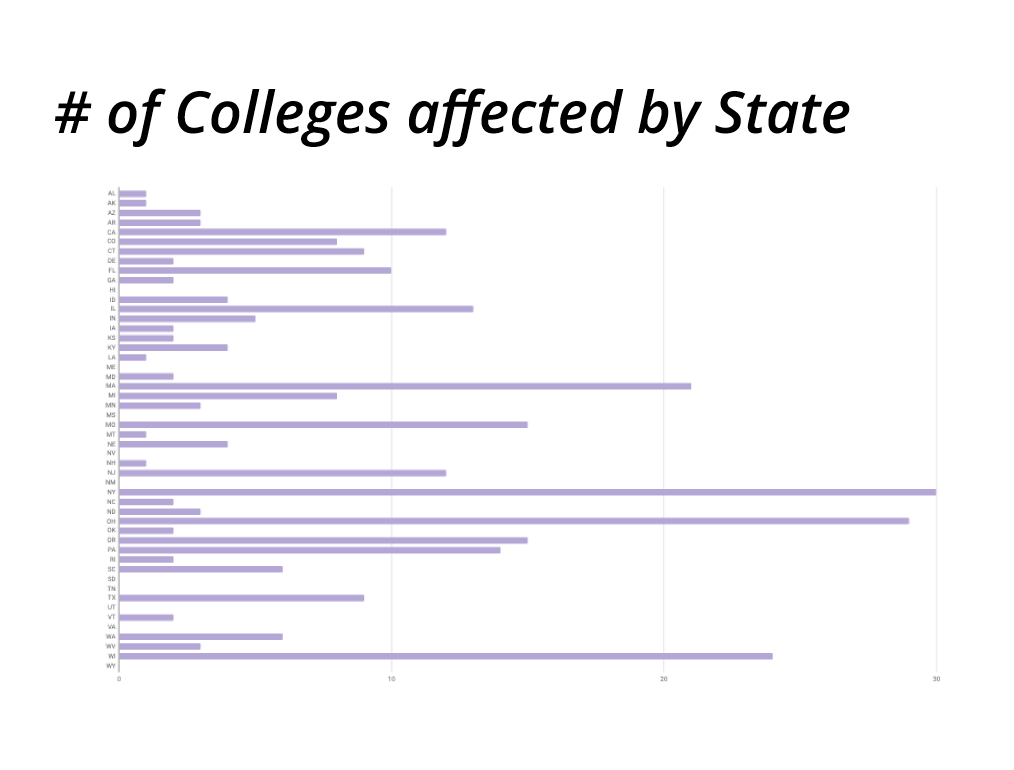 # of Colleges affected by State
AL
AK
AZ
AR
CA
CO
CT
DE
FL
GA
HI
ID
IL
IN
IA
KS
KY
LA
ME
MD
MA
MI
MN
MS
MO
MT
NE
NV
NH
NJ
NM
NY
NC
ND
OH
OK
OR
PA
RI
SC
SD
TN
TX
UT
VT
VA
WA
WV
WI
WY
0 10 20 30